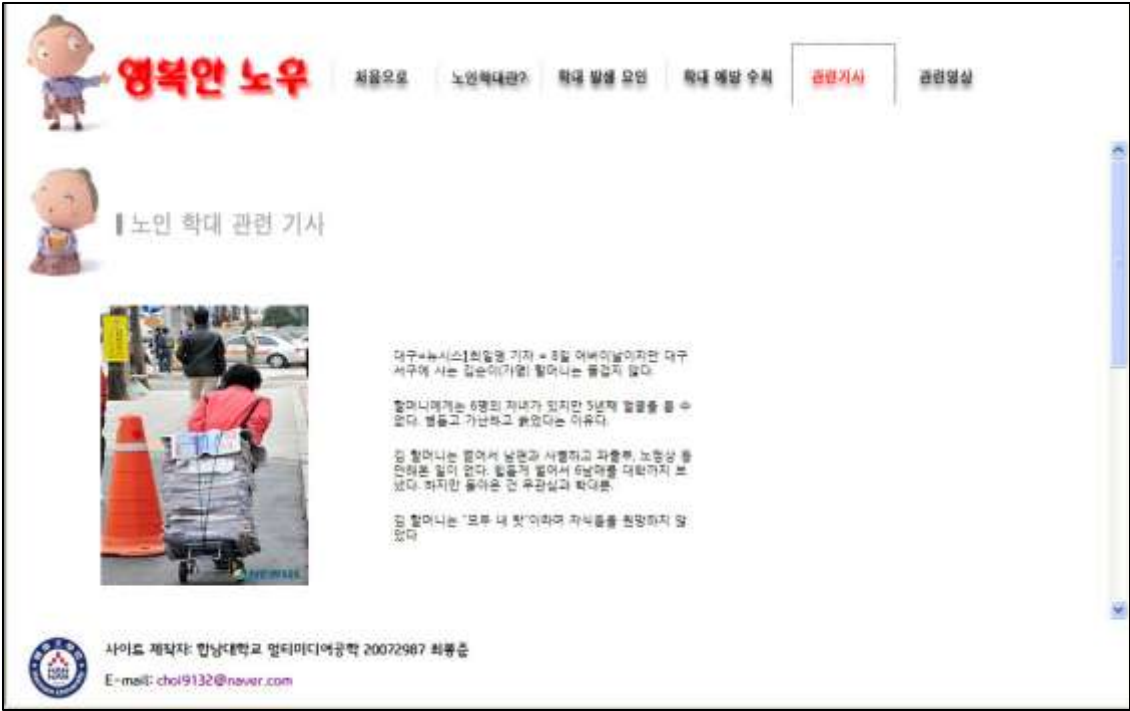 영복안 노우
처음으로
노인학대란?
학대 발생 요인
학대 예방 수칙
관련기사
관련영상
노인 학대 관련 기사
대구=뉴시스】최일영 기자 = 8일 어버이날이지만 대구
서구에 사는 김순이(가명) 할머니는 즐겁지 않다.
할머니에게는 6명의 자녀가 있지만 5년째 얼굴을 볼 수
없다. 병들고 가난하고 늙었다는 이유다.
김 할머니는 젊어서 남편과 사별하고 파출부, 노점상 등
안해본 일이 없다. 힘들게 벌어서 6남매를 대학까지 보
냈다. 하지만 돌아온 건 무관심과 학대뿐.
김 할머니는 "모두 내 탓"이라며 자식들을 원망하지 않
았다
사이트 제작자: 한남대학교 멀티미디어공학 20072987 최봉준
E-mail: choi9132@naver.com